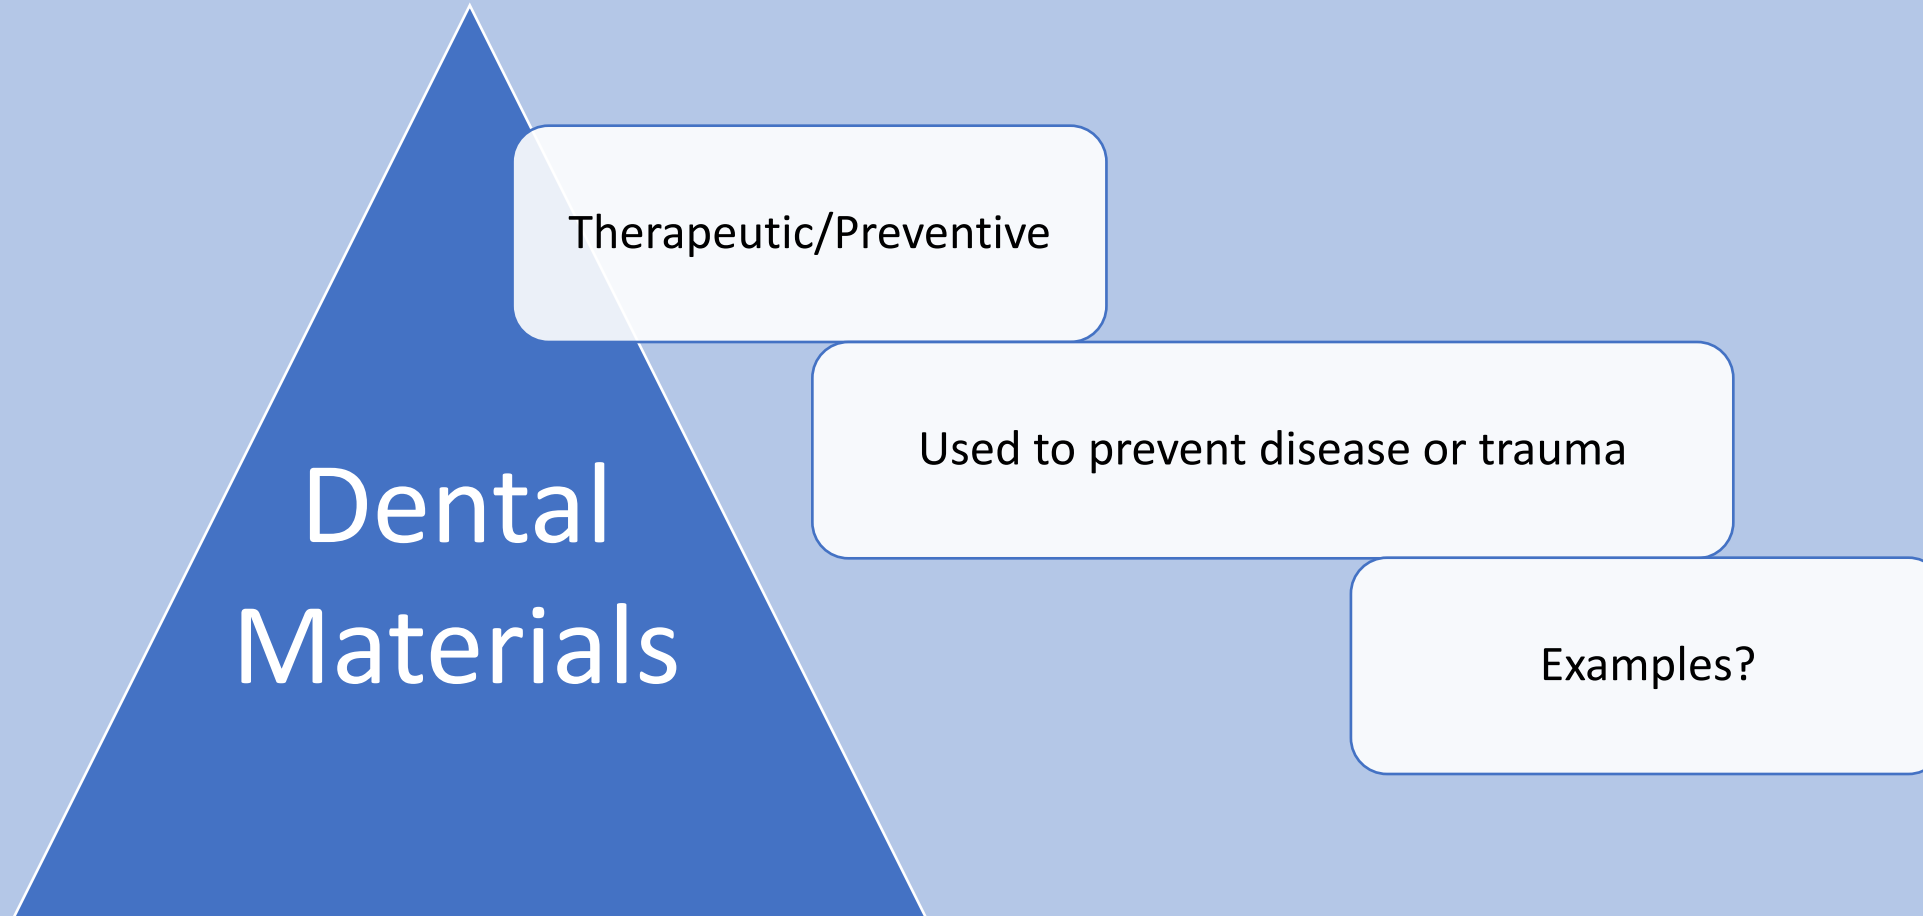 Therapeutic/Preventive
Used to prevent disease or trauma
Dental
Materials
Examples?